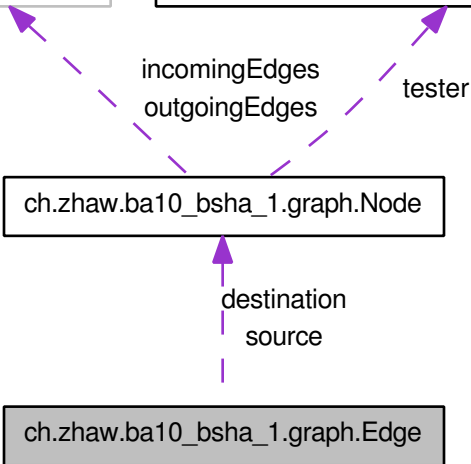 incomingEdges
outgoingEdges
tester
ch.zhaw.ba10_bsha_1.graph.Node
destination
source
ch.zhaw.ba10_bsha_1.graph.Edge